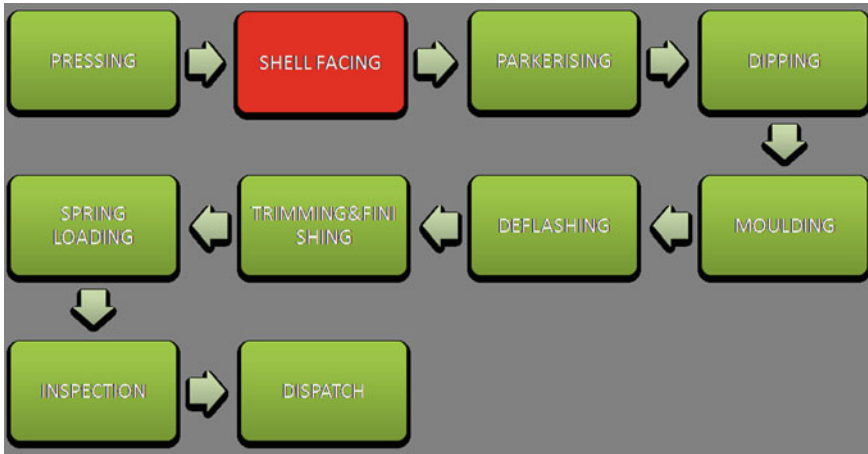 PRESSING
SHELL FACING
PARKERISING
DIPPING
SPRING
LOADING
TRIMMING&FINI
SHING
DEFLASHING
MOULDING
INSPECTION
DISPATCH